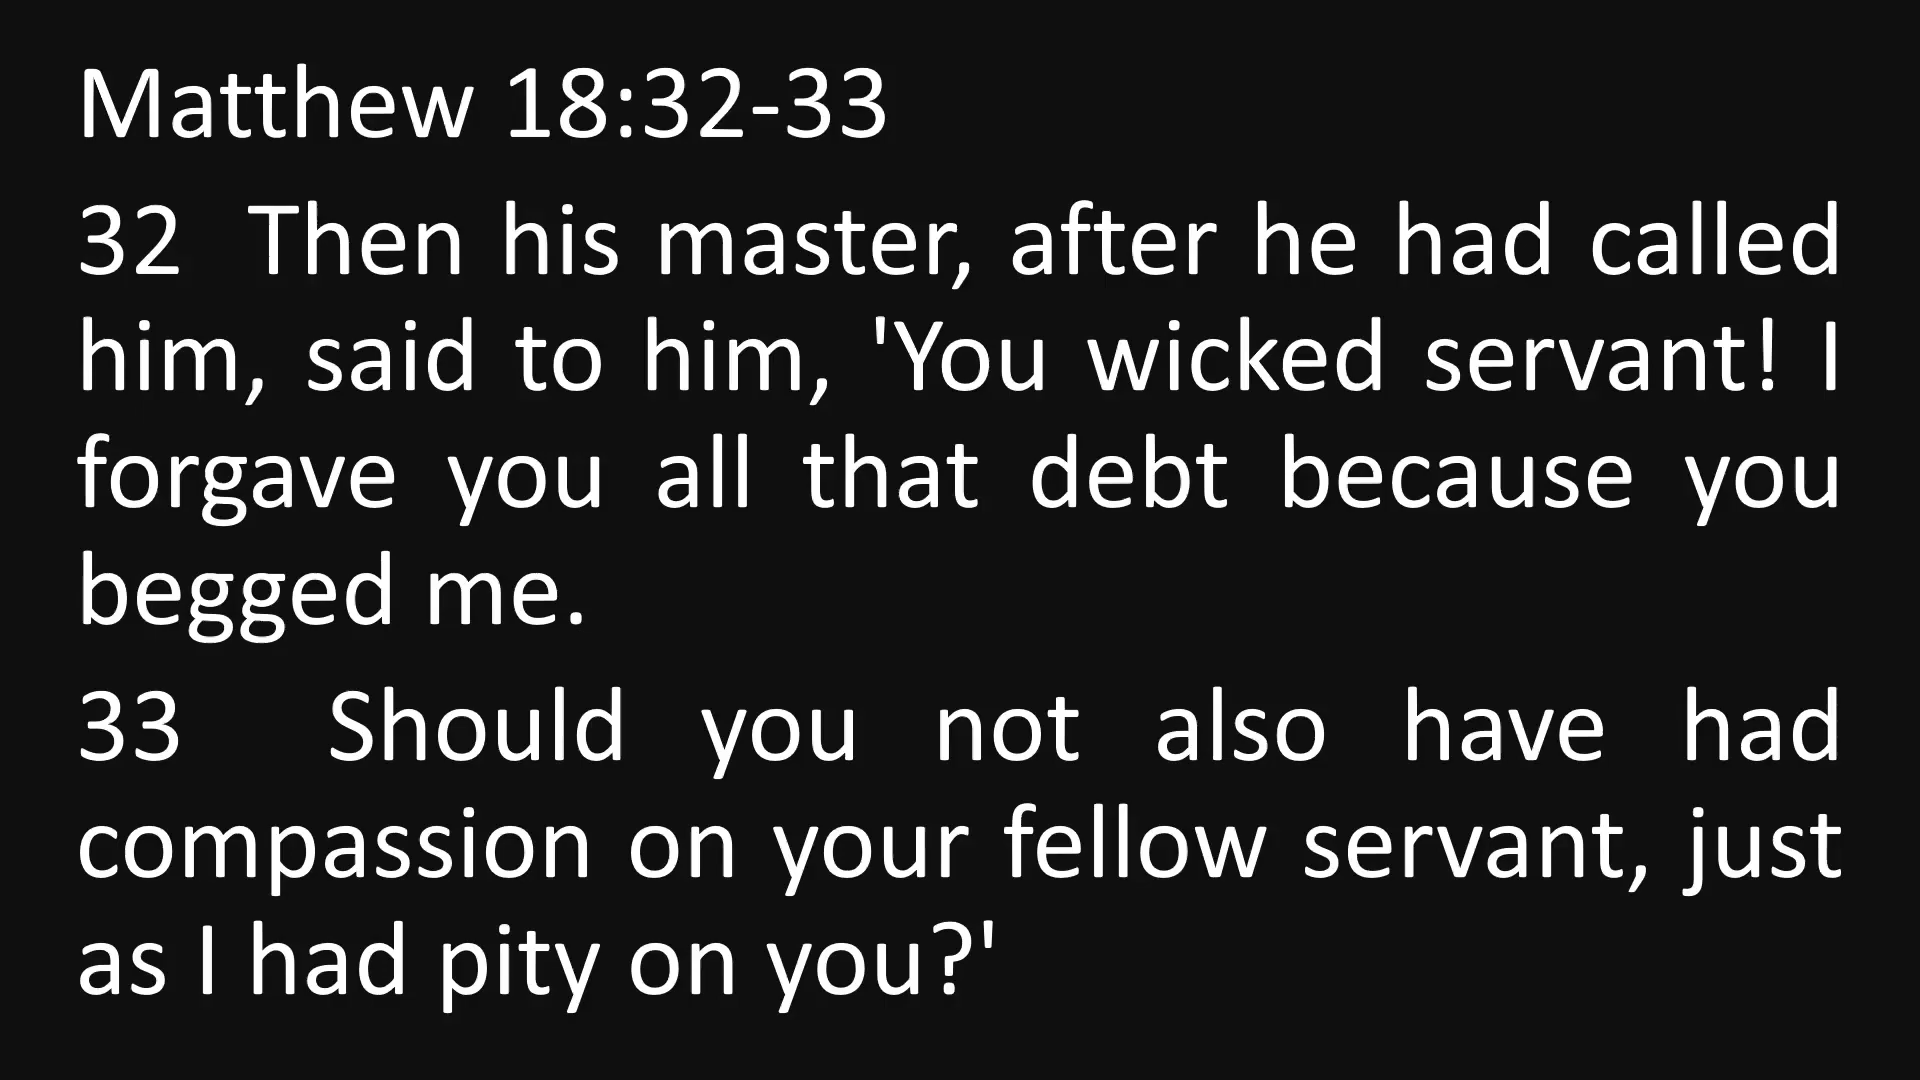 Matthew 18:32-33
32 Then his master, after he had called
him, said to him, 'You wicked servant! I
forgave you all that debt because you
begged me.
33 Should you not also have had
compassion on your fellow servant, just
as I had pity on you?'